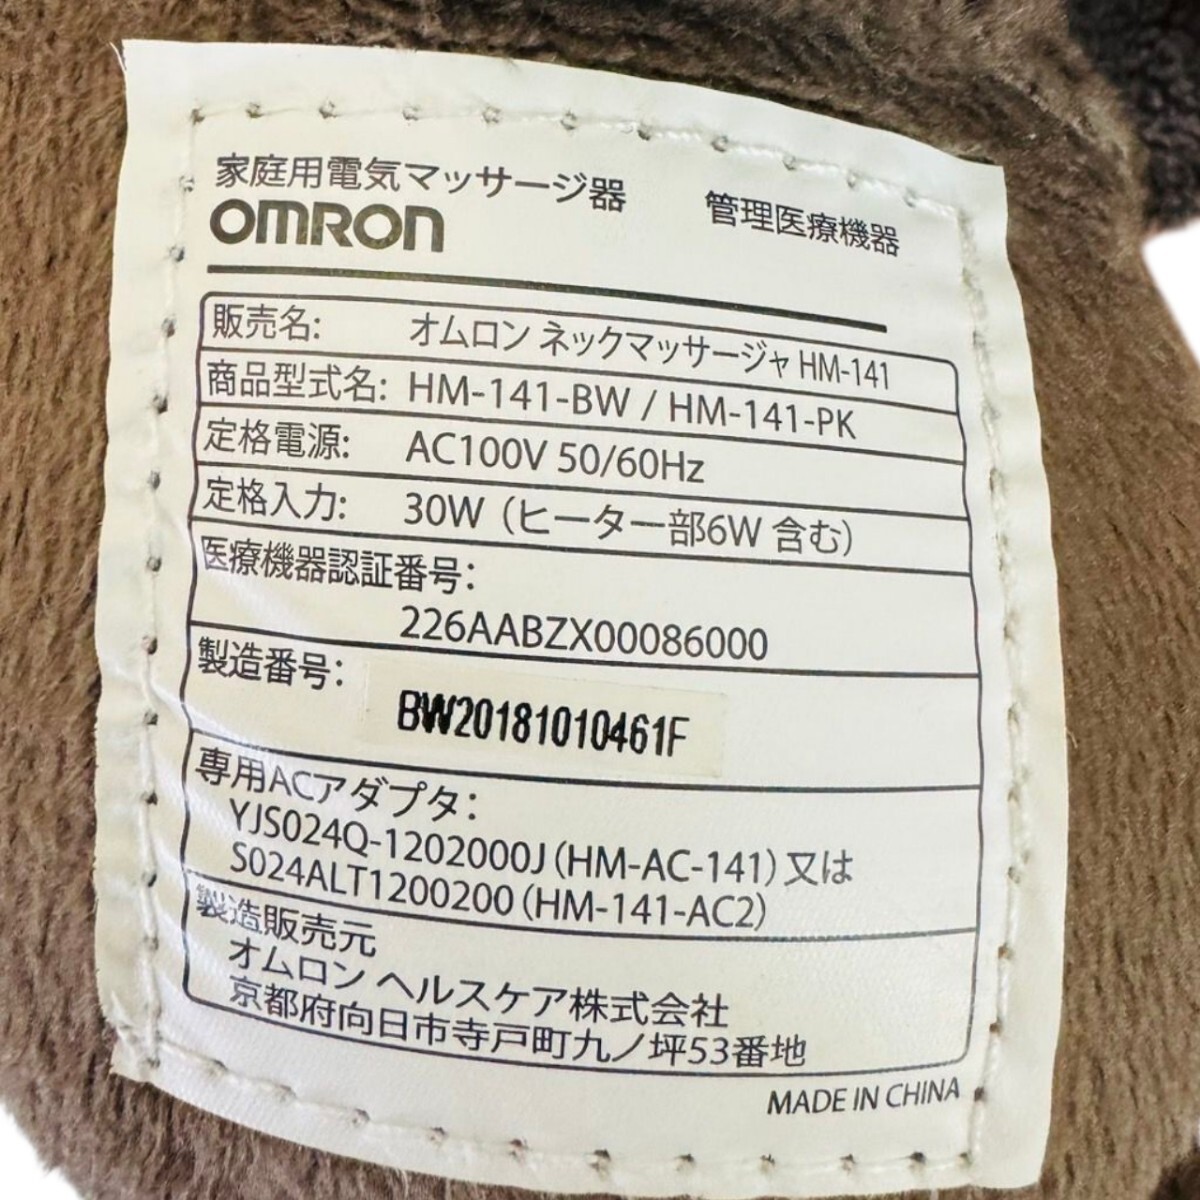 家庭用電気マッサージ器 管理医療機器
OMRON
販売名: オムロン ネックマッサージャ HM-141
商品型式名: HM-141-BW / HM-141-PK
定格電源: AC100V 50/60Hz
定格入力: 30W (ヒーター部6W 含む)
医療機器認証番号:
226AABZX00086000
製造番号:
BW20181010461F
専用ACアダプタ:
YJS024Q-1202000J (HM-AC-141) 又は
S024ALT1200200 (HM-141-AC2)
製造販売元
オムロン ヘルスケア株式会社
京都府向日市寺戸町九ノ坪53番地
MADE IN CHINA